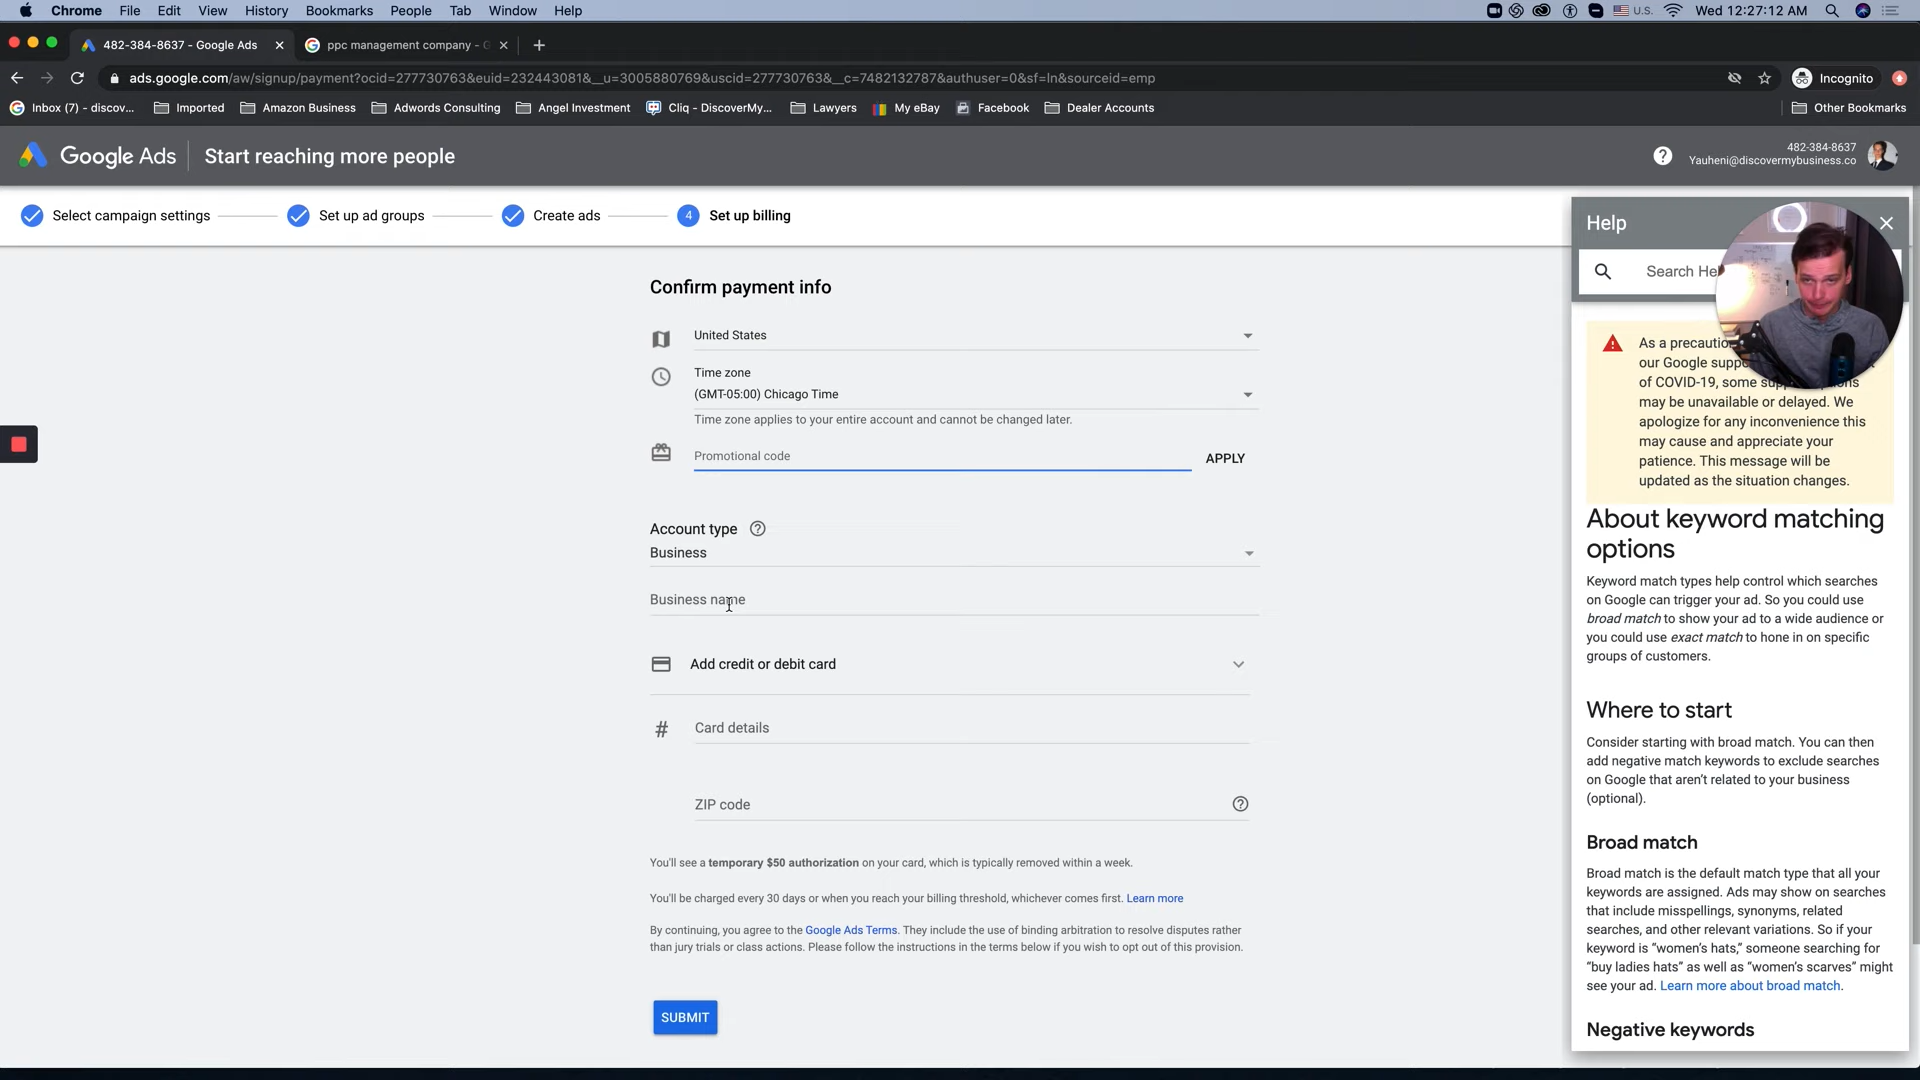 Chrome File Edit View History Bookmarks People Tab Window Help U.S. Wed 12:27:12 AM
482-384-8637 - Google Ads ppc management company - G
ads.google.com/aw/signup/payment?ocid=277730763&euid=232443081&__u=3005880769&uscid=277730763&__c=7482132787&authuser=0&sf=ln&sourceid=emp Incognito
Inbox (7) - discov... Imported Amazon Business Adwords Consulting Angel Investment Cliq - DiscoverMy... Lawyers My eBay Facebook Dealer Accounts Other Bookmarks
Google Ads Start reaching more people
482-384-8637
Yauheni@discovermybusiness.co
Select campaign settings Set up ad groups Create ads 4 Set up billing
Confirm payment info
United States
Time zone
(GMT-05:00) Chicago Time
Time zone applies to your entire account and cannot be changed later.
Promotional code APPLY
Account type
Business
Business name
Add credit or debit card
# Card details
ZIP code
You'll see a temporary $50 authorization on your card, which is typically removed within a week.
You'll be charged every 30 days or when you reach your billing threshold, whichever comes first. Learn more
By continuing, you agree to the Google Ads Terms. They include the use of binding arbitration to resolve disputes rather
than jury trials or class actions. Please follow the instructions in the terms below if you wish to opt out of this provision.
SUBMIT
Help
Search He
As a precautio
our Google supp
of COVID-19, some
may be unavailable or delayed. We
apologize for any inconvenience this
may cause and appreciate your
patience. This message will be
updated as the situation changes.
About keyword matching
options
Keyword match types help control which searches
on Google can trigger your ad. So you could use
broad match to show your ad to a wide audience or
you could use exact match to hone in on specific
groups of customers.
Where to start
Consider starting with broad match. You can then
add negative match keywords to exclude searches
on Google that aren't related to your business
(optional).
Broad match
Broad match is the default match type that all your
keywords are assigned. Ads may show on searches
that include misspellings, synonyms, related
searches, and other relevant variations. So if your
keyword is "women's hats," someone searching for
"buy ladies hats" as well as "women's scarves" might
see your ad. Learn more about broad match.
Negative keywords